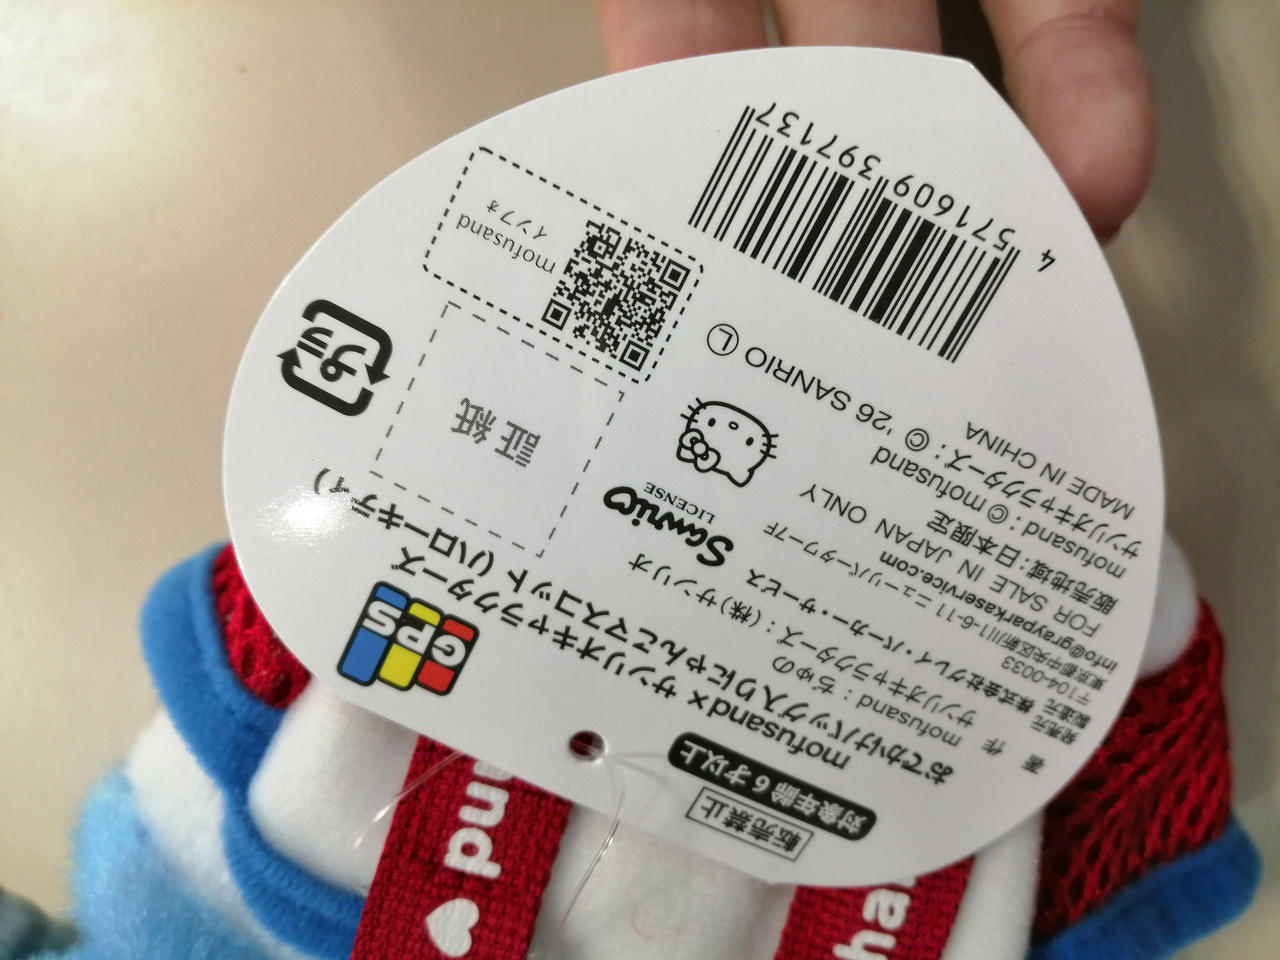 転売禁止
対象年齢6才以上
mofusand× サンリオキャラクターズ
おでかけバッグ入りにゃんこマスコット (ハローキティ)
著作
mofusand：ぢゅの
サンリオキャラクターズ：(株)サンリオ
発売元
製造元
株式会社グレイ・パーカー・サービス
〒104-0033
東京都中央区新川1-6-11 ニューリバータワー7F
info@grayparkaservice.com
販売地域：日本限定
FOR SALE IN JAPAN ONLY
mofusand：© mofusand
サンリオキャラクターズ：© '26 SANRIO Ⓛ
MADE IN CHINA
GPS
Sanrio
LICENSE
証紙
プラ
mofusand
インフォ
4 571609 397137
and
ha